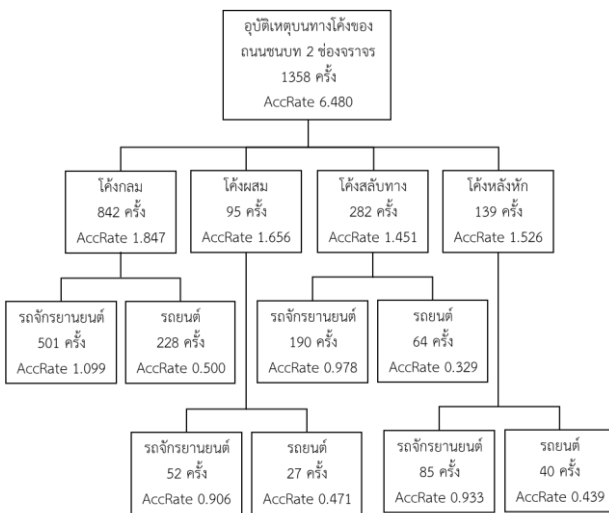 อุบัติเหตุบนทางโค้งของ
ถนนชนบท 2 ช่องจราจร
1358 ครั้ง
AccRate 6.480
โค้งกลม
842 ครั้ง
AccRate 1.847
โค้งผสม
95 ครั้ง
AccRate 1.656
โค้งสลับทาง
282 ครั้ง
AccRate 1.451
โค้งหลังหัก
139 ครั้ง
AccRate 1.526
รถจักรยานยนต์
501 ครั้ง
AccRate 1.099
รถยนต์
228 ครั้ง
AccRate 0.500
รถจักรยานยนต์
190 ครั้ง
AccRate 0.978
รถยนต์
64 ครั้ง
AccRate 0.329
รถจักรยานยนต์
52 ครั้ง
AccRate 0.906
รถยนต์
27 ครั้ง
AccRate 0.471
รถจักรยานยนต์
85 ครั้ง
AccRate 0.933
รถยนต์
40 ครั้ง
AccRate 0.439